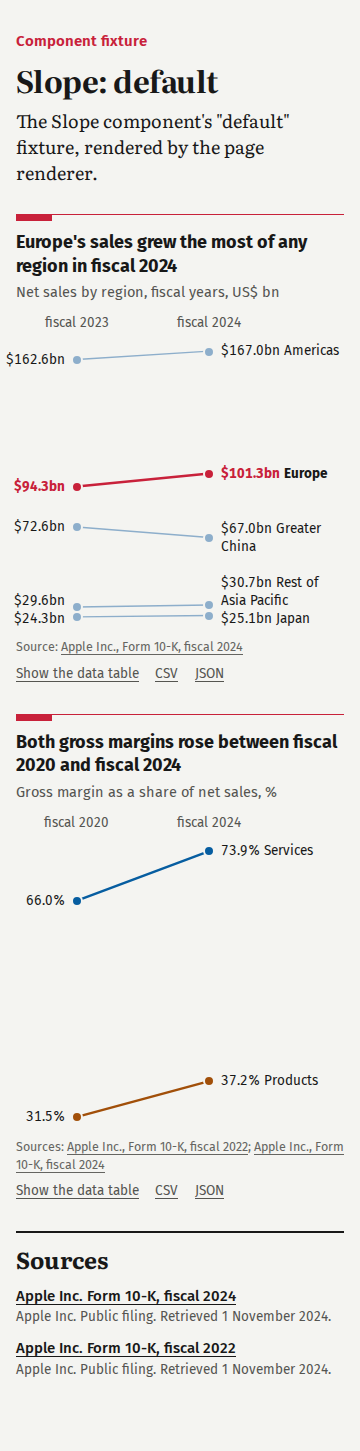 Component fixture
Slope: default
The Slope component's "default"
fixture, rendered by the page
renderer.
Europe's sales grew the most of any
region in fiscal 2024
Net sales by region, fiscal years, US$ bn
fiscal 2023 fiscal 2024
$162.6bn $167.0bn Americas
$94.3bn $101.3bn Europe
$72.6bn $67.0bn Greater
China
$30.7bn Rest of
$29.6bn Asia Pacific
$24.3bn $25.1bn Japan
Source: Apple Inc., Form 10-K, fiscal 2024
Show the data table CSV JSON
Both gross margins rose between fiscal
2020 and fiscal 2024
Gross margin as a share of net sales, %
fiscal 2020 fiscal 2024
73.9% Services
66.0%
37.2% Products
31.5%
Sources: Apple Inc., Form 10-K, fiscal 2022; Apple Inc., Form
10-K, fiscal 2024
Show the data table CSV JSON
Sources
Apple Inc. Form 10-K, fiscal 2024
Apple Inc. Public filing. Retrieved 1 November 2024.
Apple Inc. Form 10-K, fiscal 2022
Apple Inc. Public filing. Retrieved 1 November 2024.